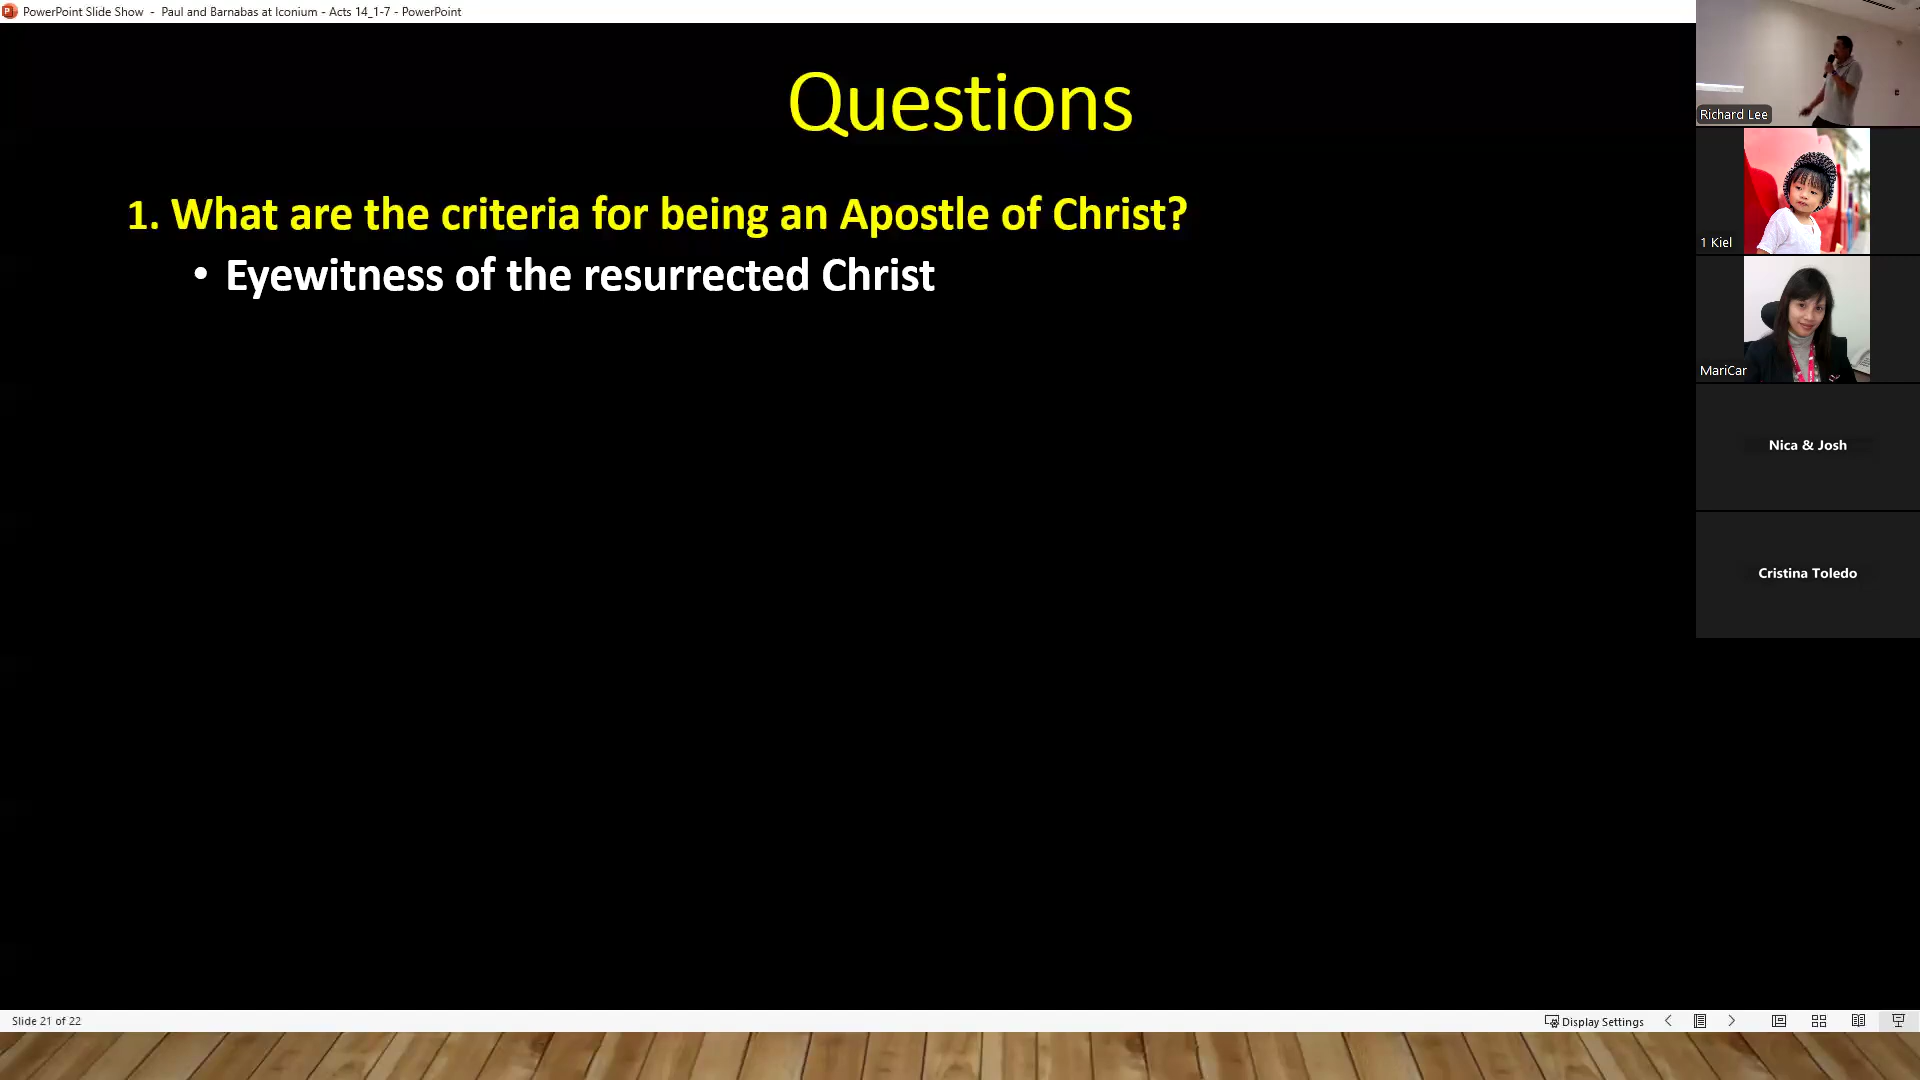 PowerPoint Slide Show - Paul and Barnabas at Iconium - Acts 14_1-7 - PowerPoint
Questions
1. What are the criteria for being an Apostle of Christ?
• Eyewitness of the resurrected Christ
Richard Lee
1 Kiel
MariCar
Nica & Josh
Cristina Toledo
Slide 21 of 22
Display Settings